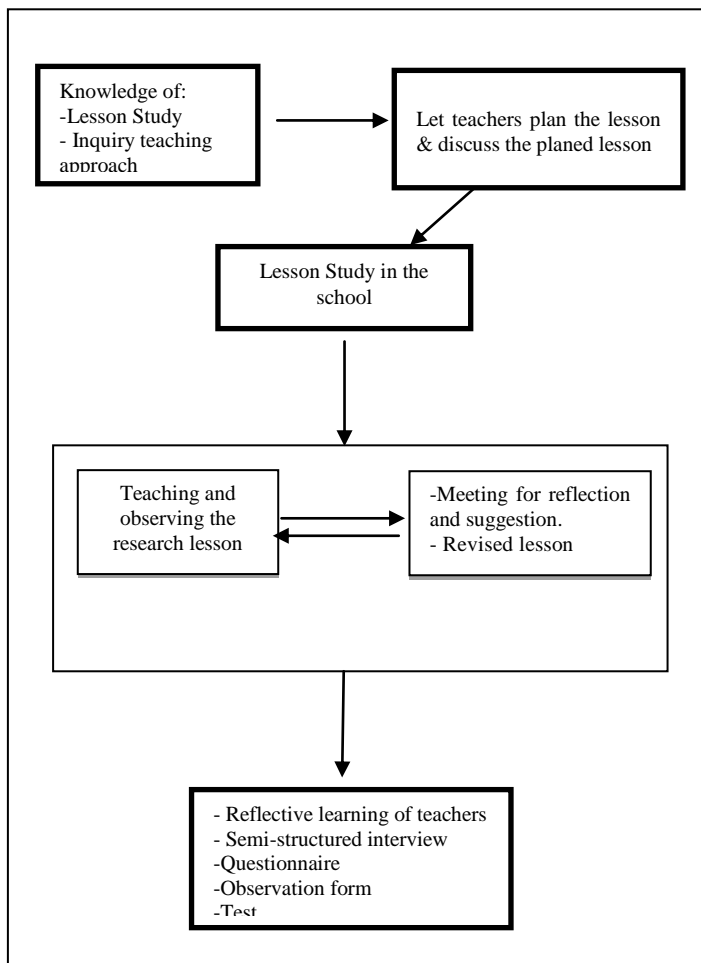 Knowledge of:
-Lesson Study
- Inquiry teaching
approach
Let teachers plan the lesson
& discuss the planed lesson
Lesson Study in the
school
Teaching and
observing the
research lesson
-Meeting for reflection
and suggestion.
- Revised lesson
- Reflective learning of teachers
- Semi-structured interview
-Questionnaire
-Observation form
-Test